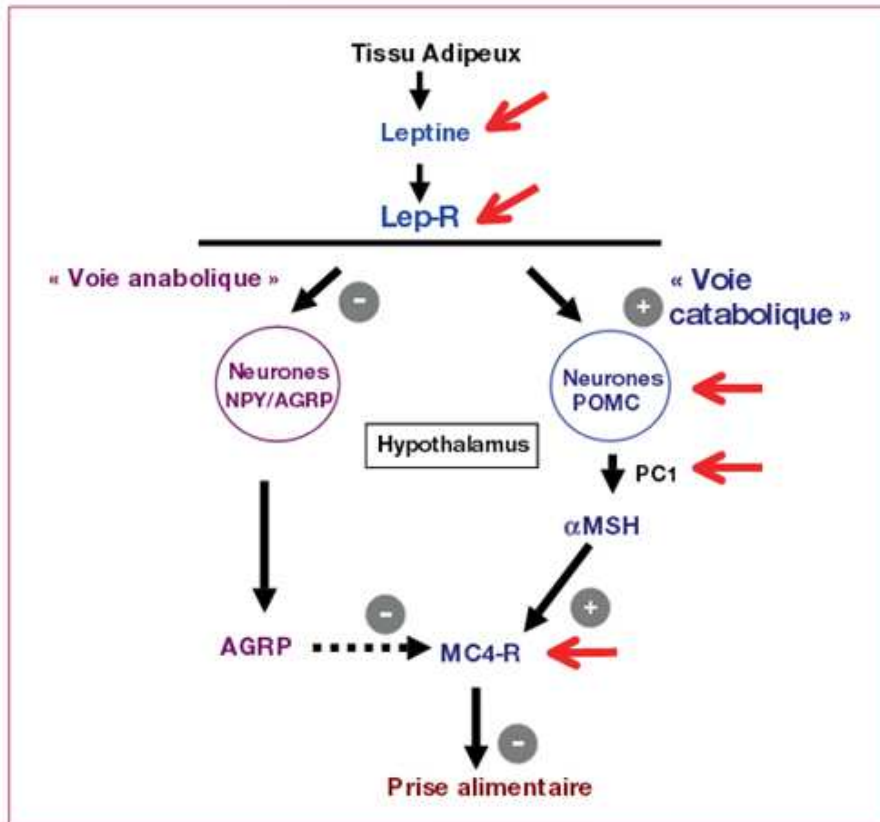 Tissu Adipeux
Leptine
Lep-R
« Voie anabolique »
-
+
« Voie
catabolique »
Neurones
NPY/AGRP
Neurones
POMC
Hypothalamus
PC1
αMSH
-
+
AGRP
MC4-R
-
Prise alimentaire